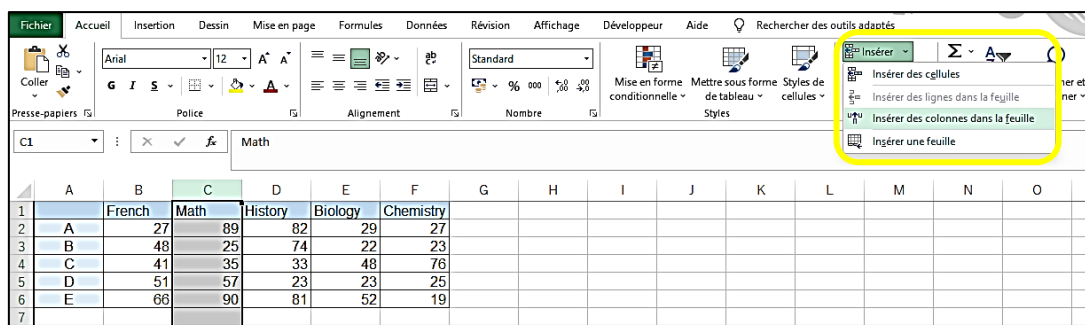 Fichier Accueil Insertion Dessin Mise en page Formules Données Révision Affichage Développeur Aide Rechercher des outils adaptés
Coller
Presse-papiers
Arial 12 A A
G I S A
Police
ab
Alignement
Standard
% 000
Nombre
Mise en forme conditionnelle
Mettre sous forme de tableau
Styles de cellules
Styles
Insérer Σ
Insérer des cellules
Insérer des lignes dans la feuille
Insérer des colonnes dans la feuille
Insérer une feuille
C1 fx Math
A B C D E F G H I J K L M N O
1 French Math History Biology Chemistry
2 A 27 89 82 29 27
3 B 48 25 74 22 23
4 C 41 35 33 48 76
5 D 51 57 23 23 25
6 E 66 90 81 52 19
7